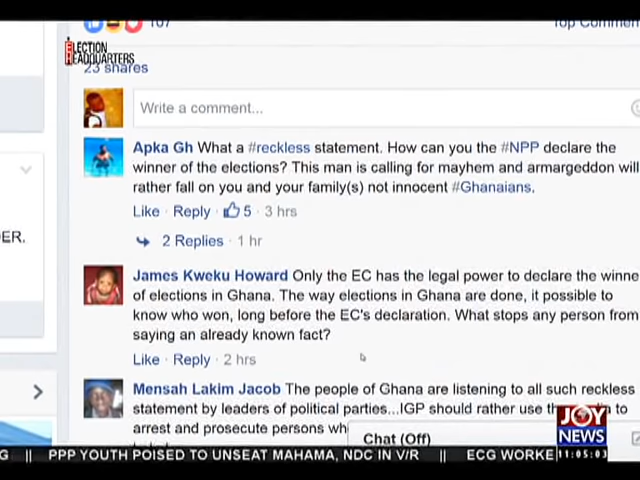 107
Top Commen
ELECTION
HEADQUARTERS
23 shares
Write a comment...
Apka Gh What a #reckless statement. How can you the #NPP declare the
winner of the elections? This man is calling for mayhem and armargeddon will
rather fall on you and your family(s) not innocent #Ghanaians.
Like · Reply · 5 · 3 hrs
2 Replies · 1 hr
James Kweku Howard Only the EC has the legal power to declare the winne
of elections in Ghana. The way elections in Ghana are done, it possible to
know who won, long before the EC's declaration. What stops any person from
saying an already known fact?
Like · Reply · 2 hrs
ER.
Mensah Lakim Jacob The people of Ghana are listening to all such reckless
statement by leaders of political parties...IGP should rather use th to
arrest and prosecute persons wh
Chat (Off)
JOY
NEWS
G || PPP YOUTH POISED TO UNSEAT MAHAMA, NDC IN V/R || ECG WORKE
11:05:03